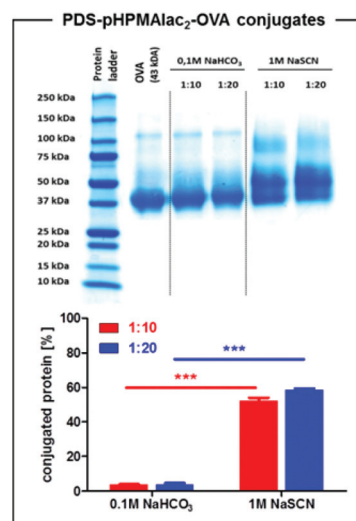 PDS-pHPMAlac₂-OVA conjugates
Protein ladder
OVA (43 kDA)
0,1M NaHCO₃
1M NaSCN
1:10
1:20
1:10
1:20
250 kDa
150 kDa
100 kDa
75 kDa
50 kDa
37 kDa
25 kDa
20 kDa
15 kDa
10 kDa
conjugated protein [%]
100
80
60
40
20
0
1:10
1:20
***
***
0.1M NaHCO₃
1M NaSCN